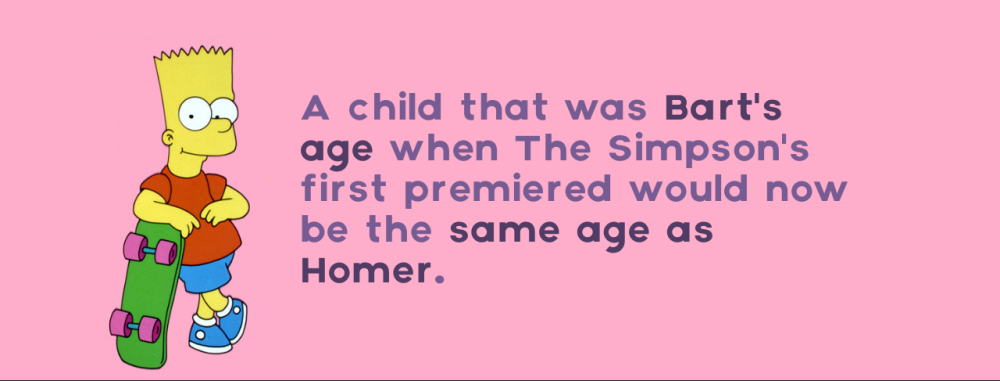 A child that was Bart's
age when The Simpson's
first premiered would now
be the same age as
Homer.